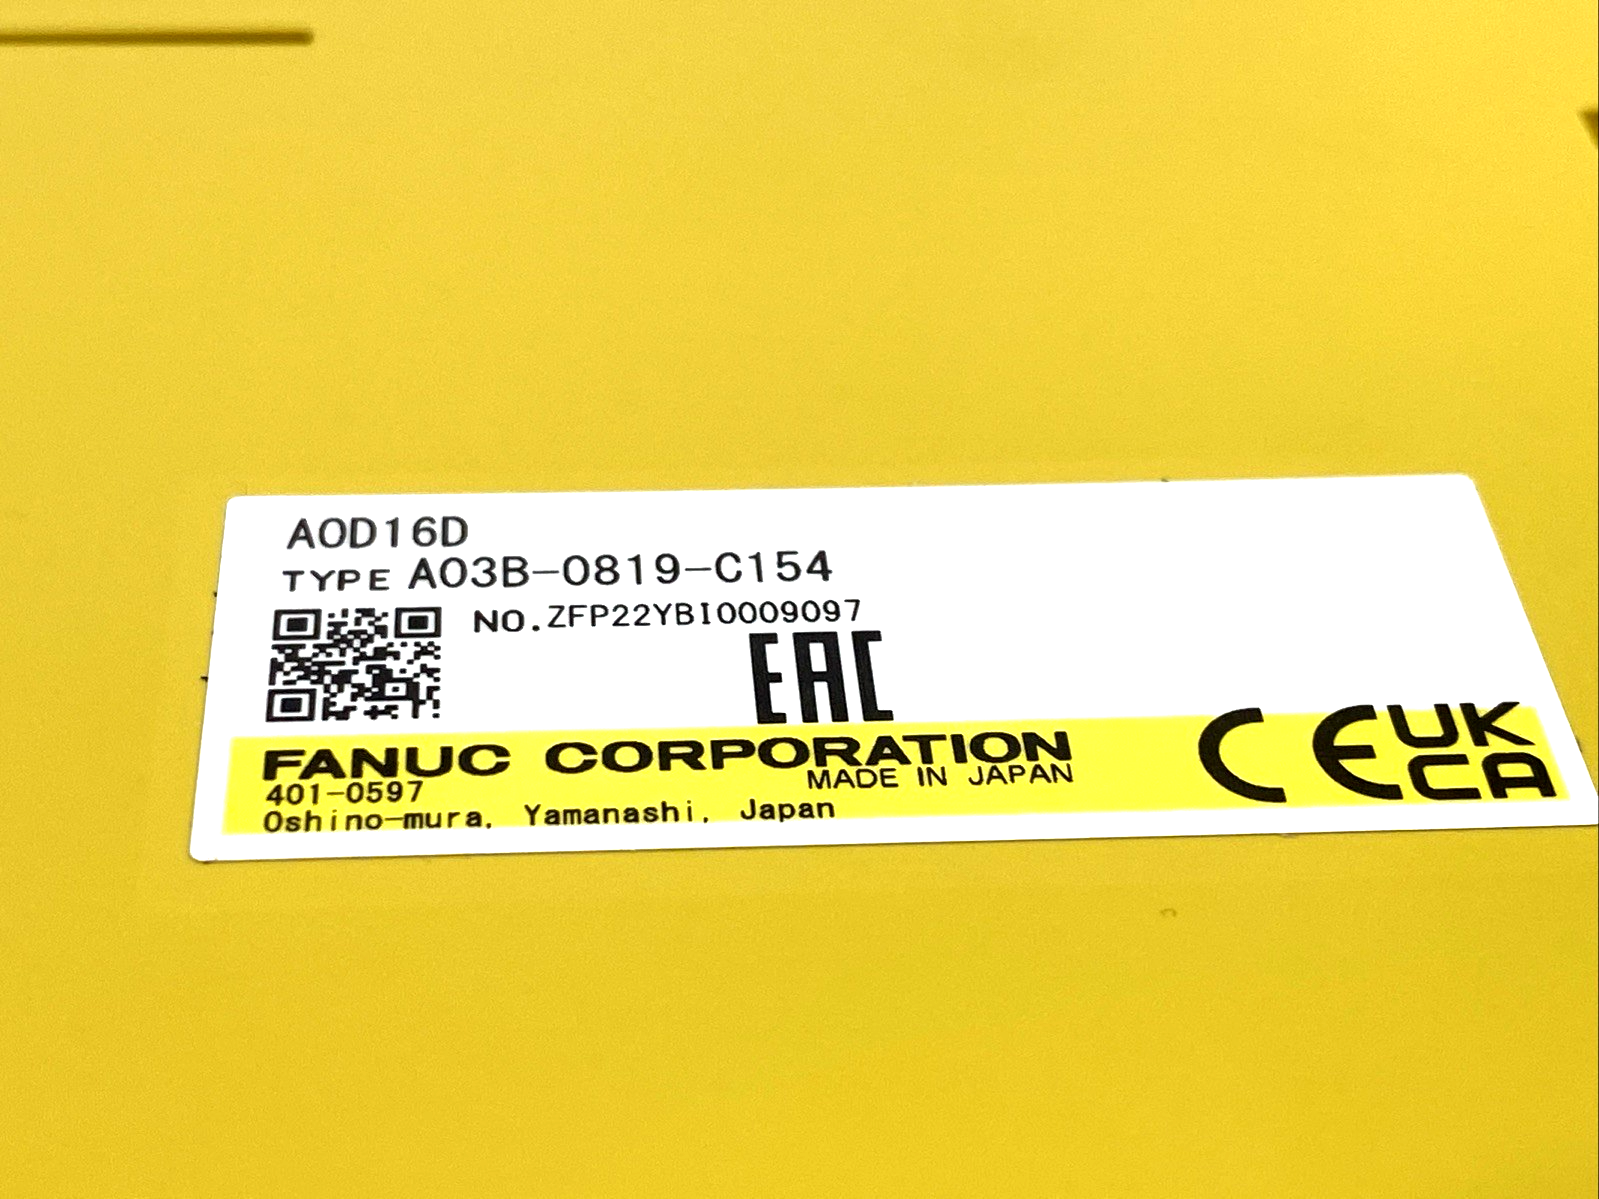 AOD16D
TYPE A03B-0819-C154
NO.ZFP22YBI0009097
EAC
FANUC CORPORATION
MADE IN JAPAN
401-0597
Oshino-mura, Yamanashi, Japan
CE
UK
CA